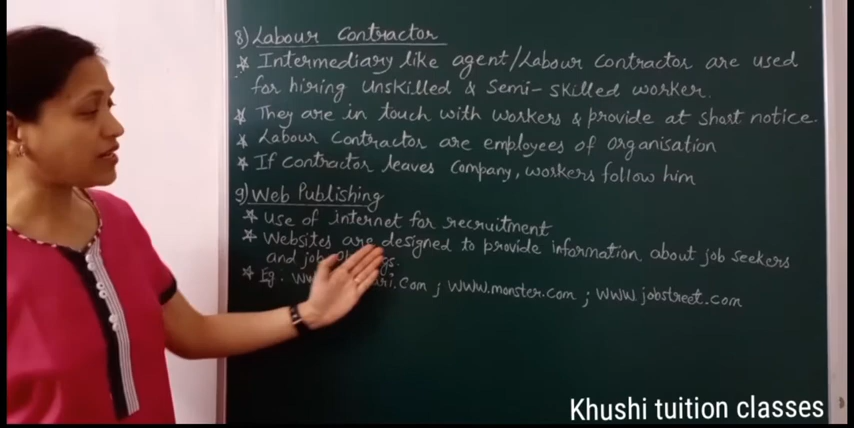 8) Labour Contractor
* Intermediary like agent/Labour contractor are used
for hiring unskilled & semi-skilled worker.
* They are in touch with workers & provide at short notice.
* Labour Contractor are employees of organisation
* If contractor leaves company, workers follow him
9) Web Publishing
* use of internet for recruitment
* Websites are designed to provide information about job seekers
and job
* Eg: .com ; www.monster.com ; www.jobstreet.com
Khushi tuition classes